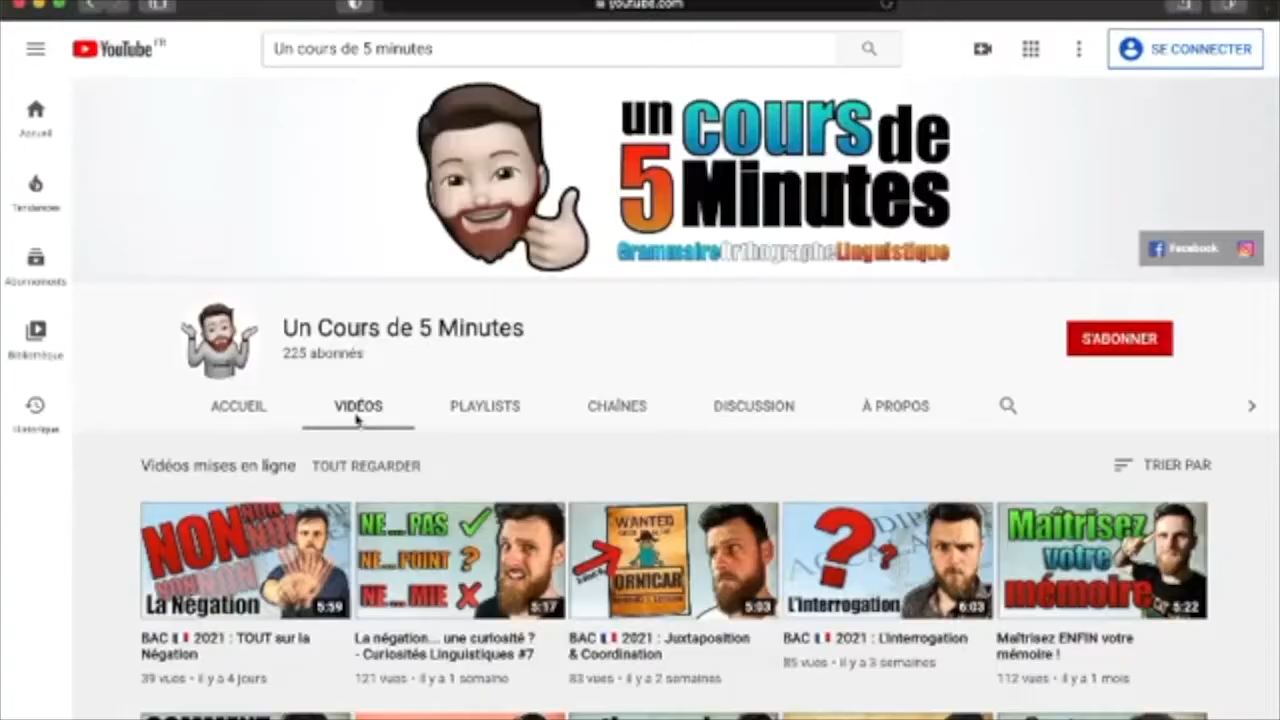 youtube.com
YouTube FR
Un cours de 5 minutes
SE CONNECTER
Accueil
Tendances
Abonnements
Bibliothèque
Historique
un cours de
5 Minutes
GrammaireOrthographeLinguistique
Facebook
Un Cours de 5 Minutes
225 abonnés
S'ABONNER
ACCUEIL VIDÉOS PLAYLISTS CHAÎNES DISCUSSION À PROPOS
Vidéos mises en ligne TOUT REGARDER TRIER PAR
NON
La Négation
5:59
NE...PAS
NE...POINT ?
NE...MIE
5:17
WANTED
ORNICAR
5:03
?
?
L'interrogation
6:03
Maîtrisez
votre
mémoire
5:22
BAC 2021 : TOUT sur la
Négation
39 vues • il y a 4 jours
La négation... une curiosité ?
- Curiosités Linguistiques #7
121 vues • il y a 1 semaine
BAC 2021 : Juxtaposition
& Coordination
83 vues • il y a 2 semaines
BAC 2021 : L'interrogation
85 vues • il y a 3 semaines
Maîtrisez ENFIN votre
mémoire !
112 vues • il y a 1 mois